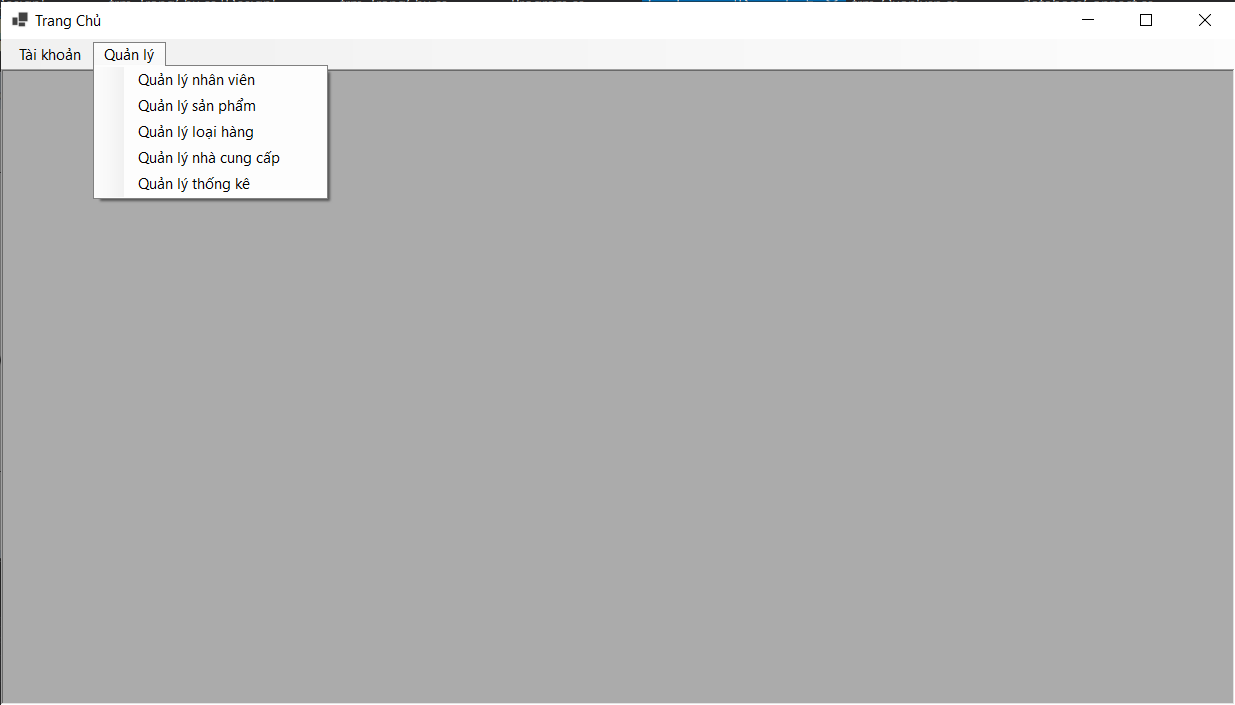 Trang Chủ
Tài khoản Quản lý
Quản lý nhân viên
Quản lý sản phẩm
Quản lý loại hàng
Quản lý nhà cung cấp
Quản lý thống kê